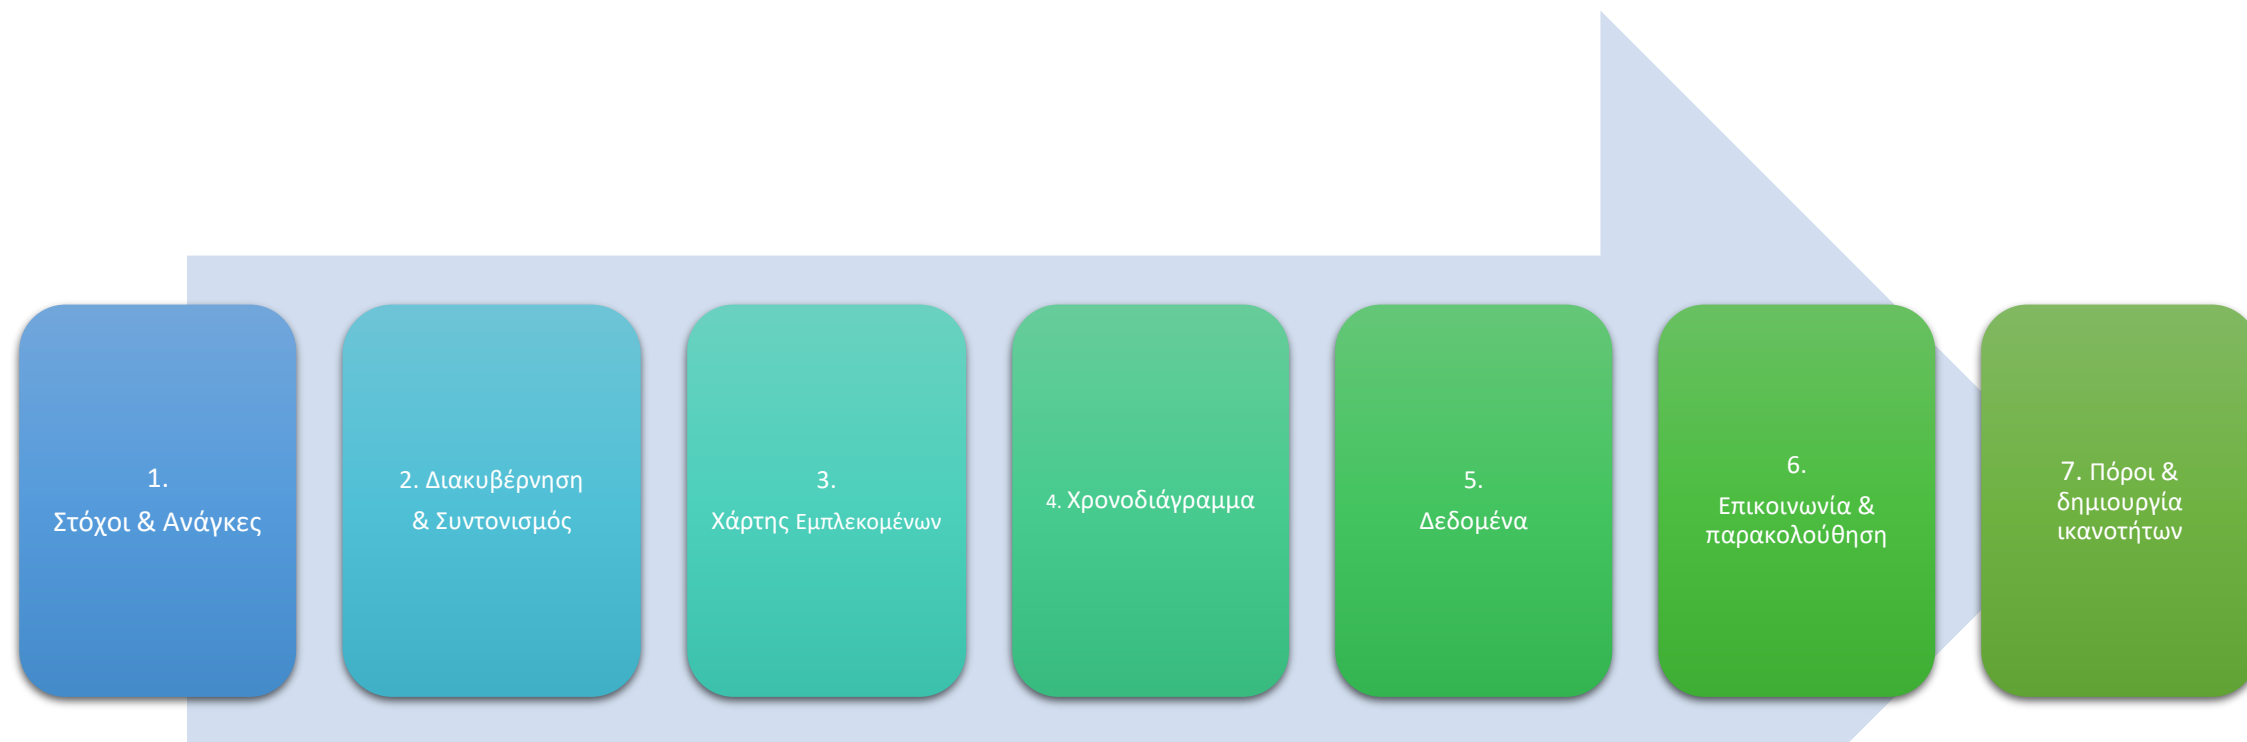 1.
Στόχοι & Ανάγκες
2. Διακυβέρνηση
& Συντονισμός
3.
Χάρτης Εμπλεκομένων
4. Χρονοδιάγραμμα
5.
Δεδομένα
6.
Επικοινωνία &
παρακολούθηση
7. Πόροι &
δημιουργία
ικανοτήτων